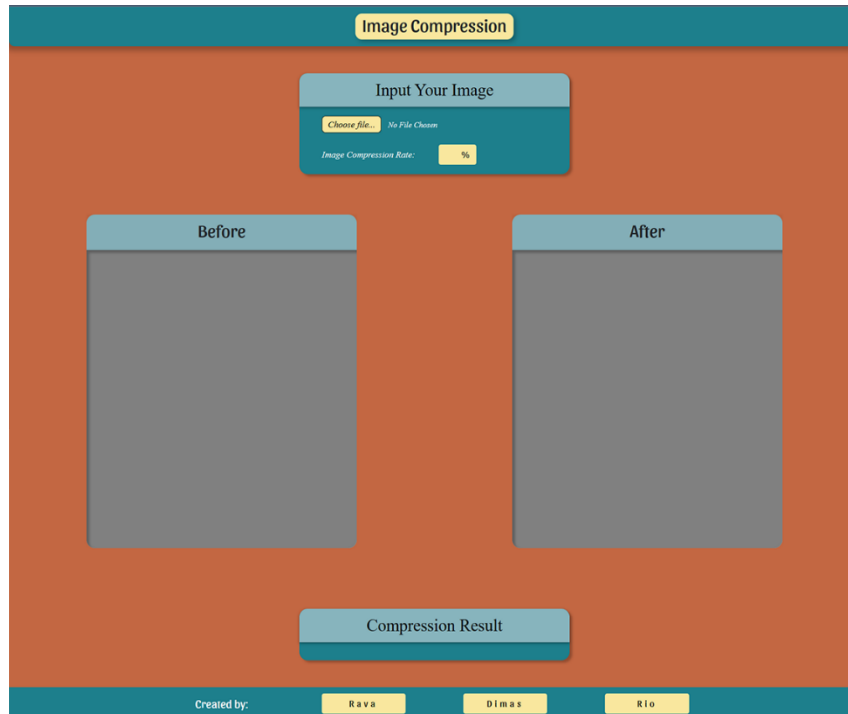 Image Compression
Input Your Image
Choose file... No File Chosen
Image Compression Rate: %
Before After
Compression Result
Created by: Rava Dimas Rio